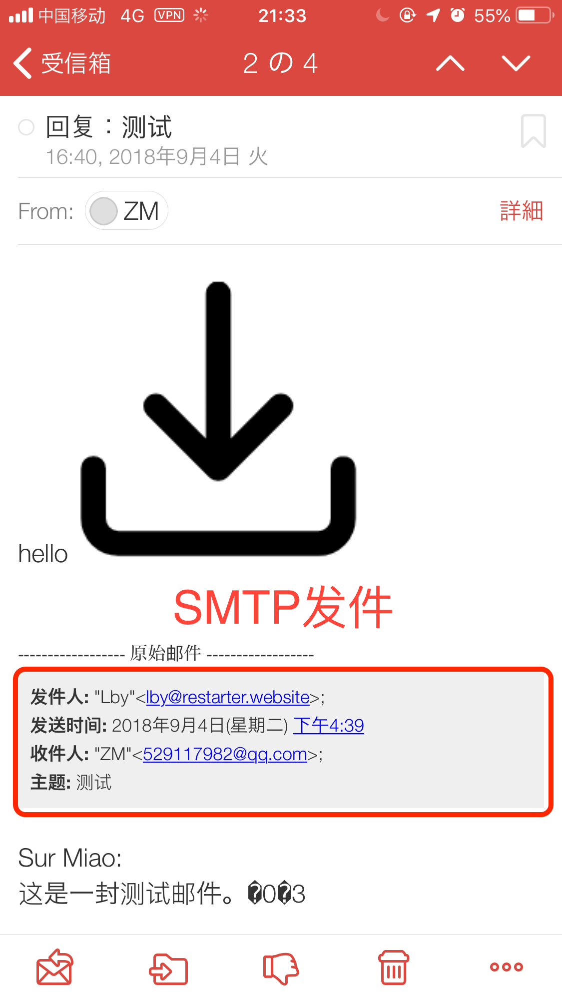 中国移动 4G VPN 21:33 55%
受信箱 2 の 4
回复：测试
16:40, 2018年9月4日 火
From: ZM 詳細
hello
SMTP发件
------------------ 原始邮件 ------------------
发件人: "Lby"<lby@restarter.website>;
发送时间: 2018年9月4日(星期二) 下午4:39
收件人: "ZM"<529117982@qq.com>;
主题: 测试
Sur Miao:
这是一封测试邮件。�0�3